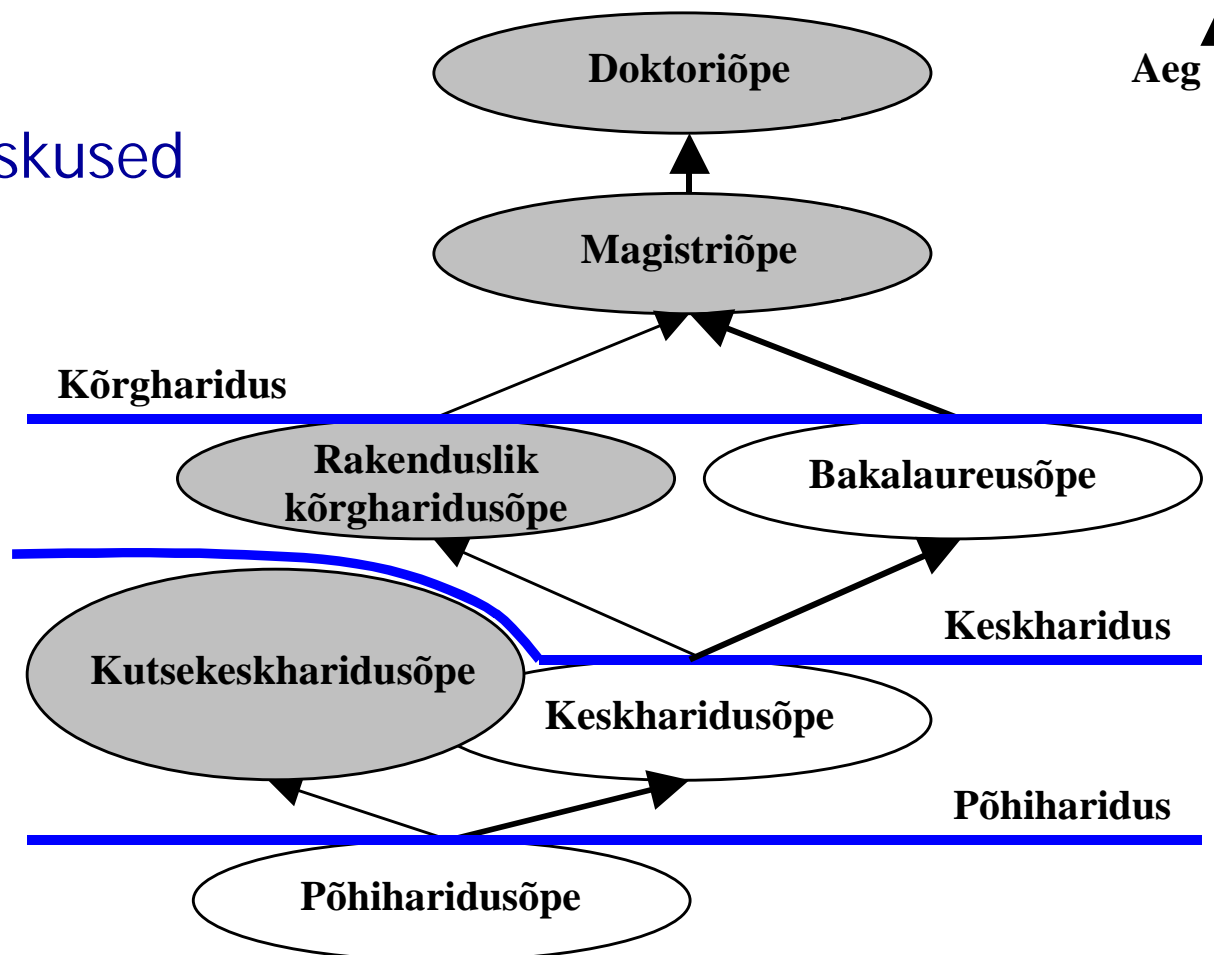 Doktoriõpe
Aeg
skused
Magistriõpe
Kõrgharidus
Rakenduslik
kõrgharidusõpe
Bakalaureusõpe
Keskharidus
Kutsekeskharidusõpe
Keskharidusõpe
Põhiharidus
Põhiharidusõpe